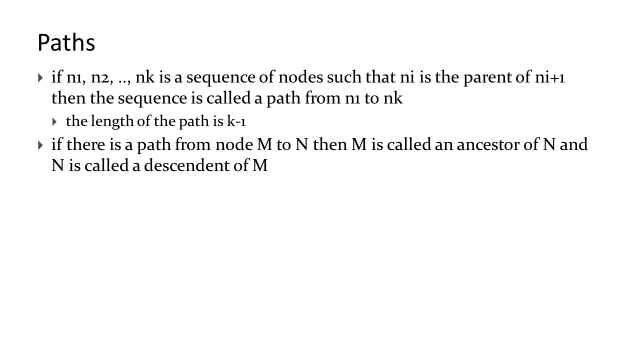 Paths
if n1, n2, .., nk is a sequence of nodes such that ni is the parent of ni+1
then the sequence is called a path from n1 to nk
the length of the path is k-1
if there is a path from node M to N then M is called an ancestor of N and
N is called a descendent of M